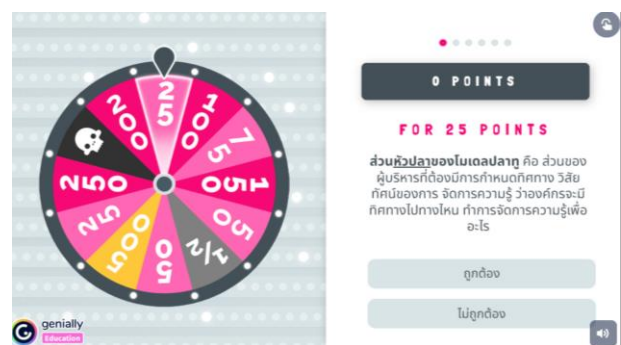 25
100
75
150
50
1/2
50
500
25
250
200
genially
Education
0 POINTS
FOR 25 POINTS
ส่วนหัวปลาของโมเดลปลาทู คือ ส่วนของ
ผู้บริหารที่ต้องมีการกำหนดทิศทาง วิสัย
ทัศน์ของการ จัดการความรู้ ว่าองค์กรจะมี
ทิศทางไปทางไหน ทำการจัดการความรู้เพื่อ
อะไร
ถูกต้อง
ไม่ถูกต้อง